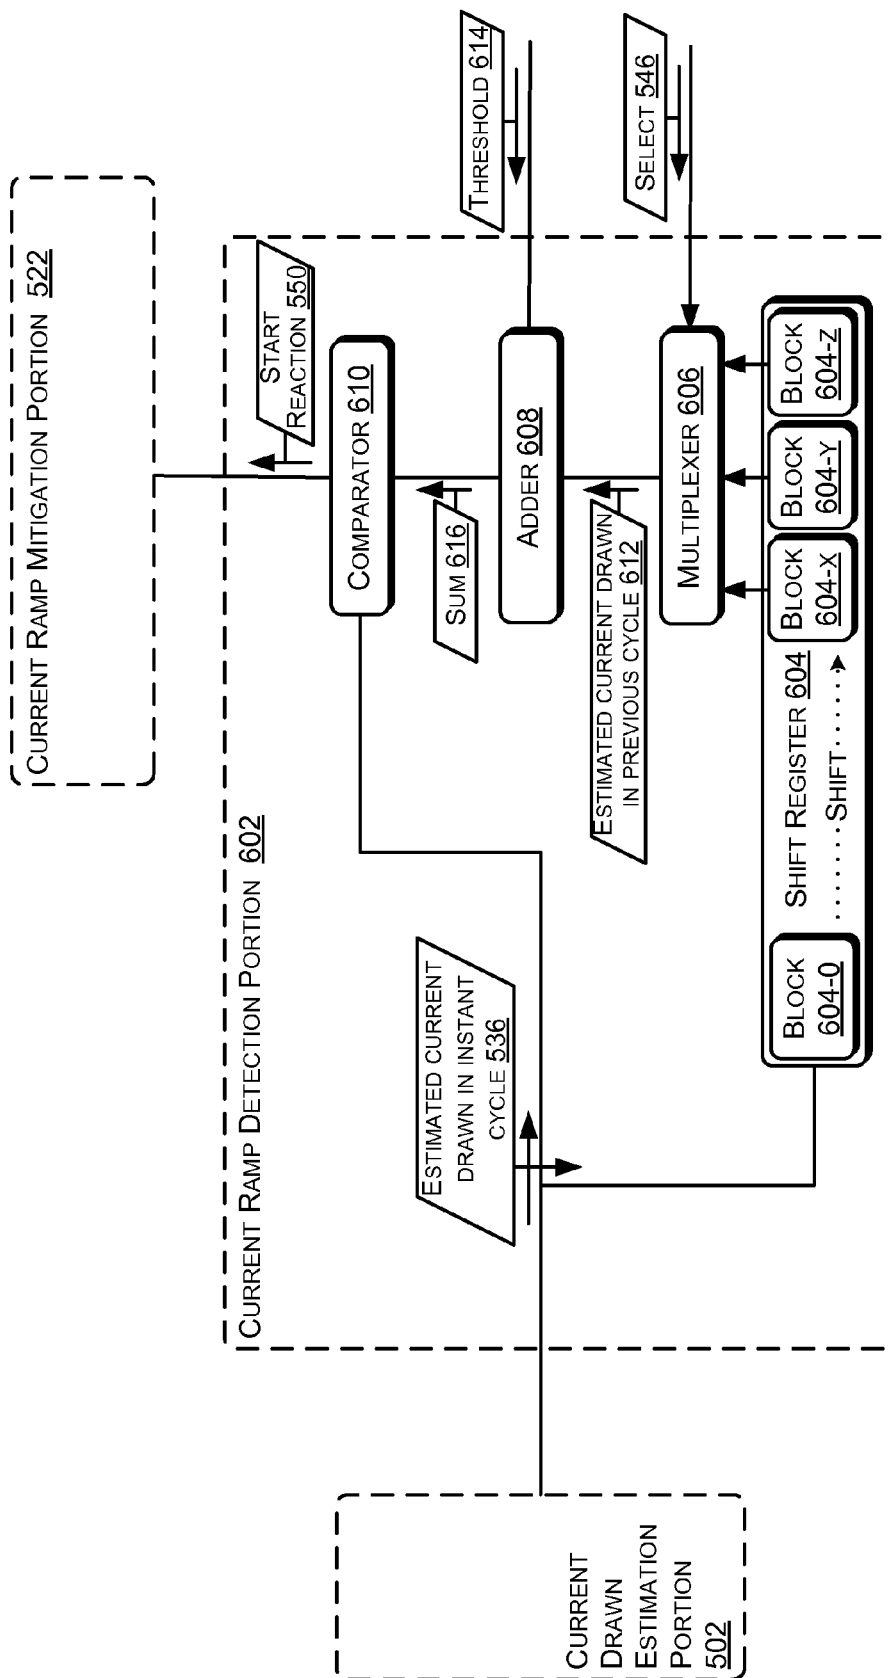 CURRENT RAMP MITIGATION PORTION 522
CURRENT RAMP DETECTION PORTION 602
START
REACTION 550
COMPARATOR 610
THRESHOLD 614
SUM 616
ADDER 608
SELECT 546
ESTIMATED CURRENT DRAWN
IN PREVIOUS CYCLE 612
MULTIPLEXER 606
ESTIMATED CURRENT
DRAWN IN INSTANT
CYCLE 536
CURRENT
DRAWN
ESTIMATION
PORTION
502
SHIFT REGISTER 604
SHIFT
BLOCK
604-0
BLOCK
604-X
BLOCK
604-Y
BLOCK
604-Z